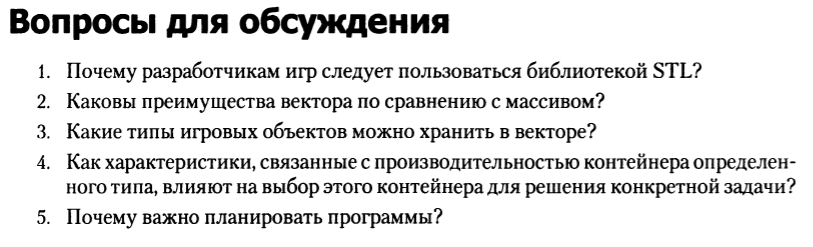 Вопросы для обсуждения
1. Почему разработчикам игр следует пользоваться библиотекой STL?
2. Каковы преимущества вектора по сравнению с массивом?
3. Какие типы игровых объектов можно хранить в векторе?
4. Как характеристики, связанные с производительностью контейнера определен-
ного типа, влияют на выбор этого контейнера для решения конкретной задачи?
5. Почему важно планировать программы?